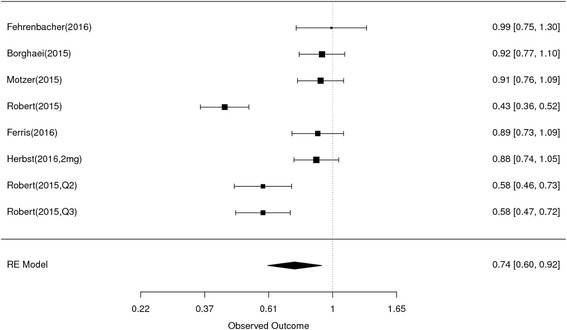 Fehrenbacher(2016) 0.99 [0.75, 1.30]
Borghaei(2015) 0.92 [0.77, 1.10]
Motzer(2015) 0.91 [0.76, 1.09]
Robert(2015) 0.43 [0.36, 0.52]
Ferris(2016) 0.89 [0.73, 1.09]
Herbst(2016,2mg) 0.88 [0.74, 1.05]
Robert(2015,Q2) 0.58 [0.46, 0.73]
Robert(2015,Q3) 0.58 [0.47, 0.72]
RE Model 0.74 [0.60, 0.92]
0.22 0.37 0.61 1 1.65
Observed Outcome